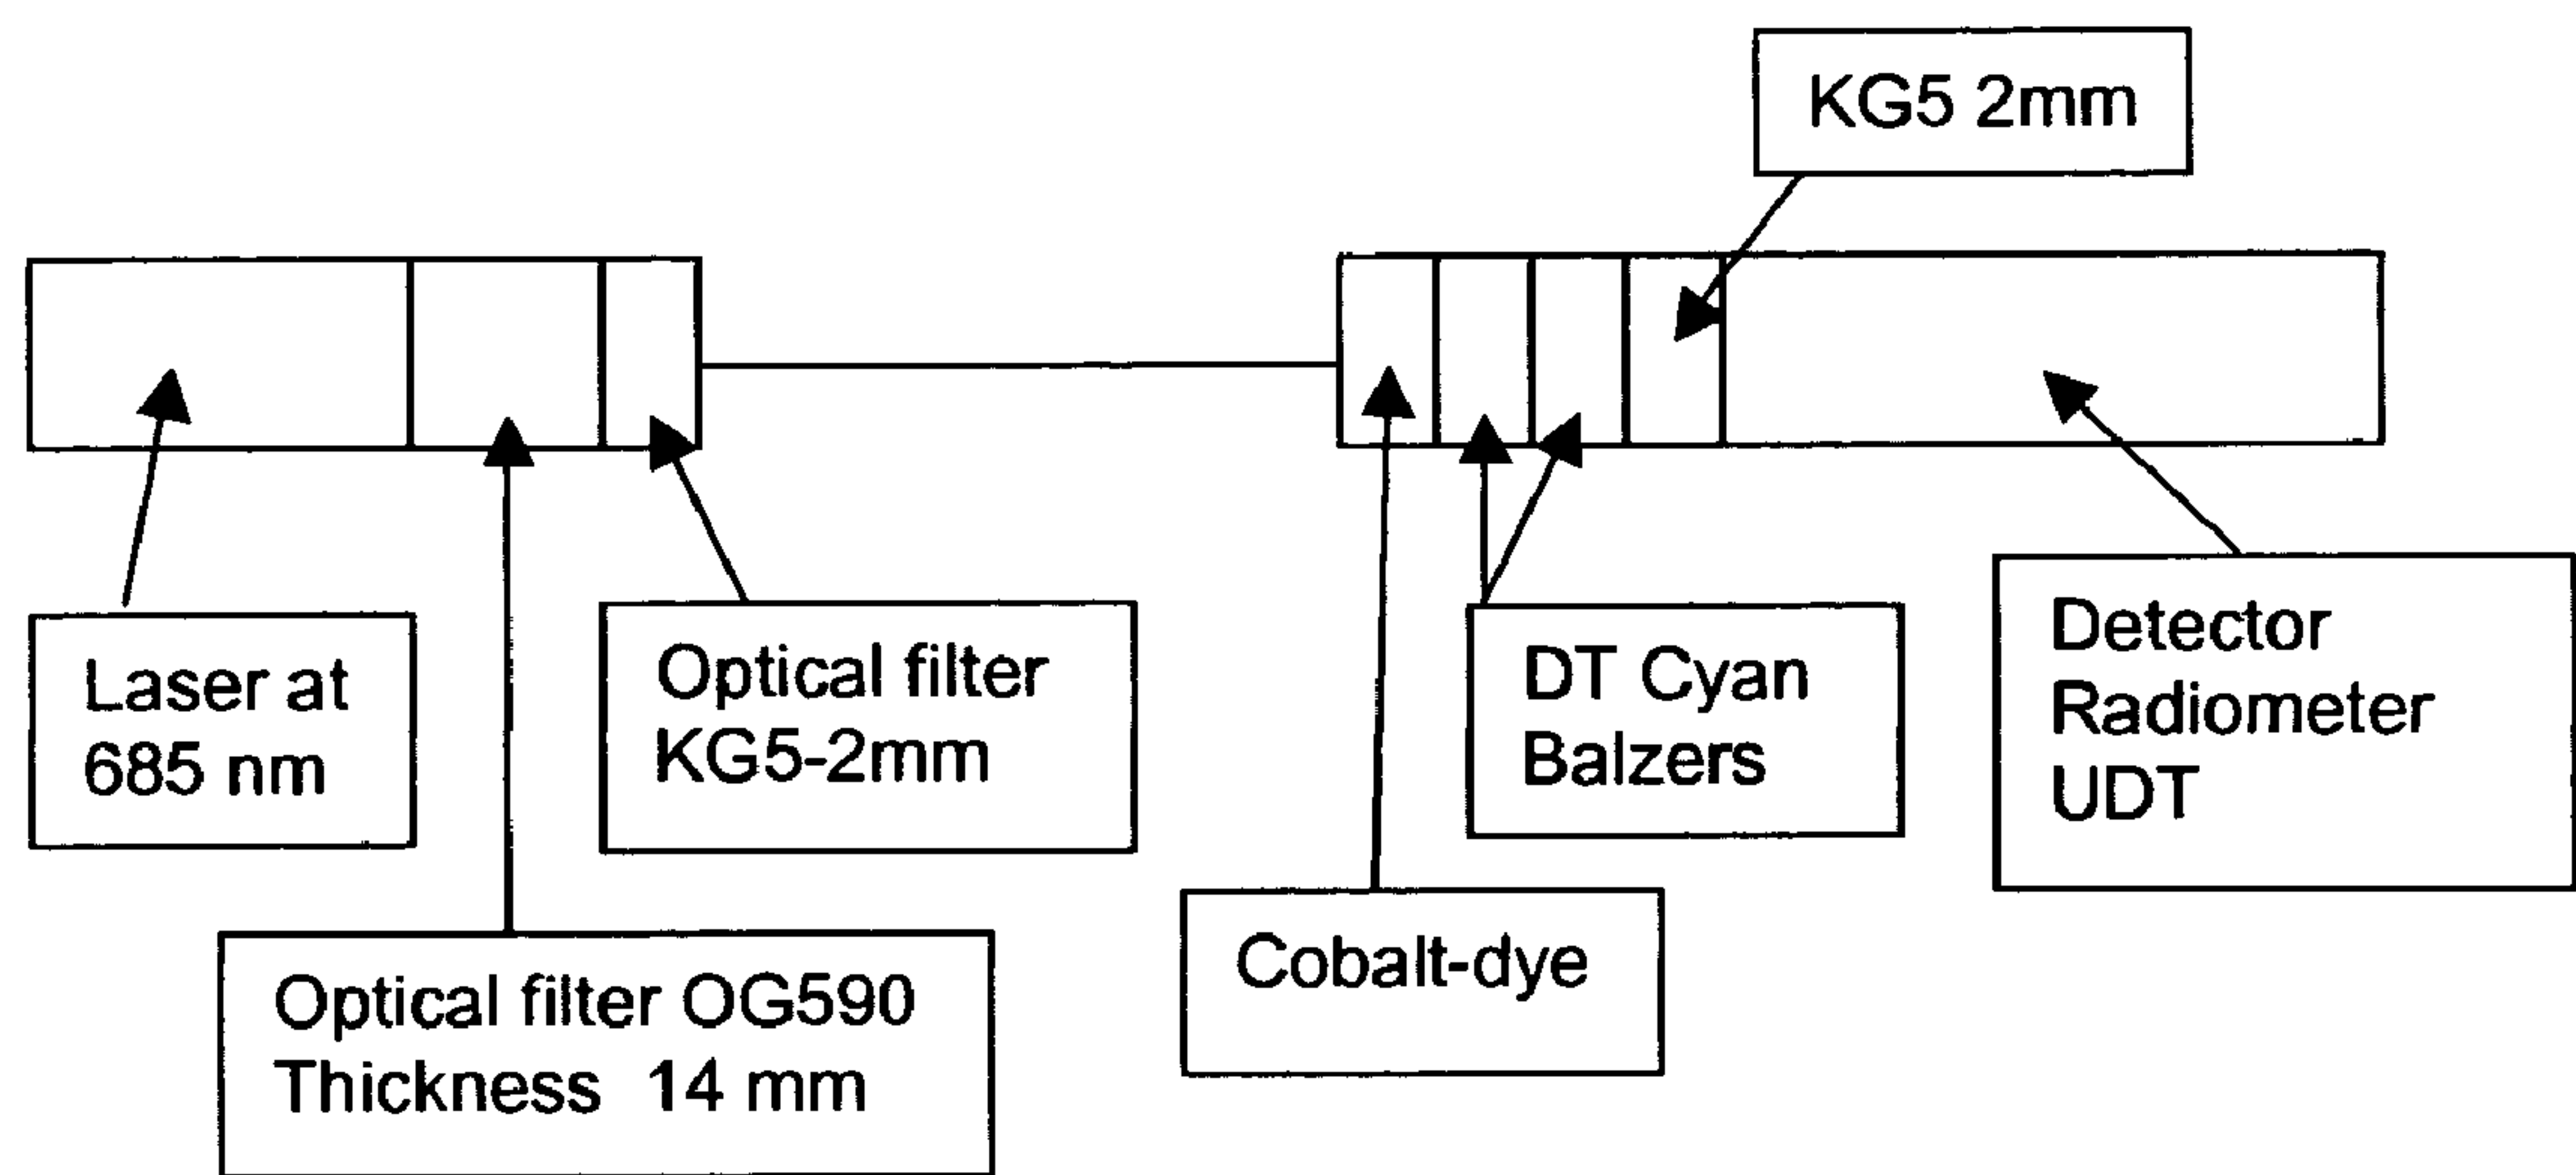 KG5 2mm
Laser at
685 nm
Optical filter
KG5-2mm
DT Cyan
Balzers
Detector
Radiometer
UDT
Optical filter OG590
Thickness 14 mm
Cobalt-dye